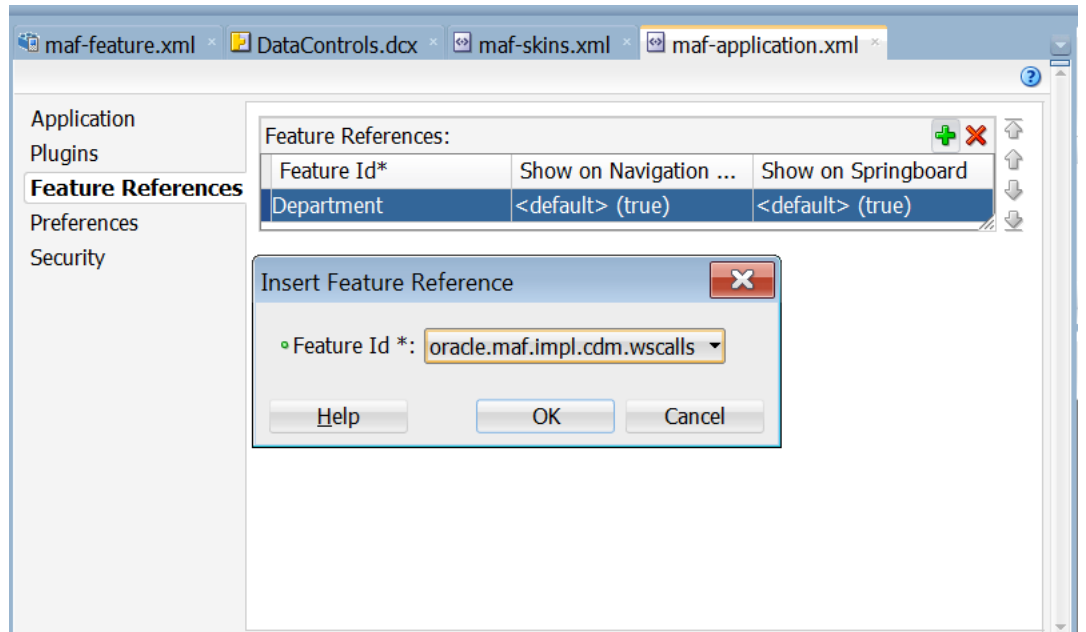 maf-feature.xml DataControls.dcx maf-skins.xml maf-application.xml
Application
Plugins
Feature References
Preferences
Security
Feature References:
Feature Id* Show on Navigation ... Show on Springboard
Department <default> (true) <default> (true)
Insert Feature Reference
Feature Id *: oracle.maf.impl.cdm.wscalls
Help OK Cancel